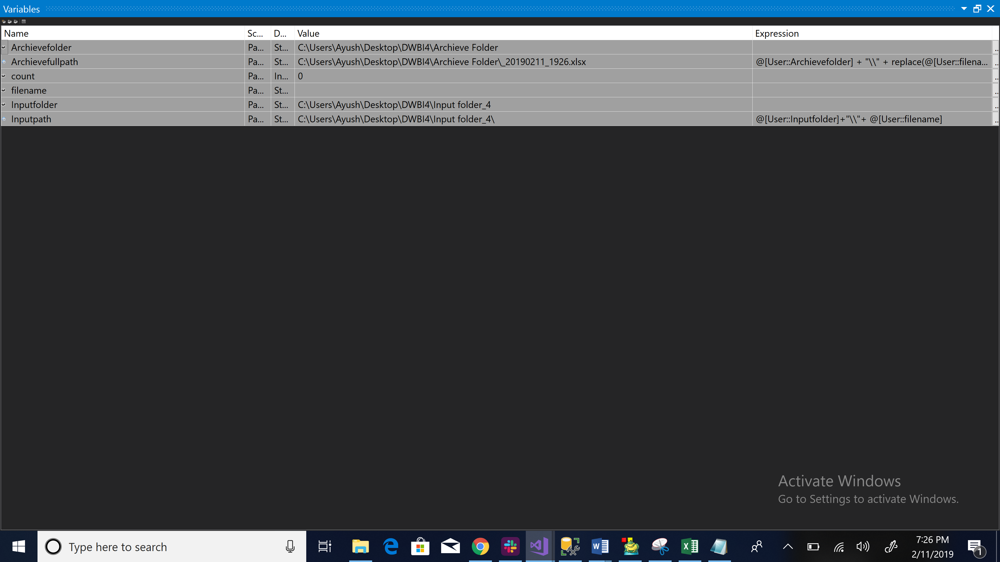 Variables
Name Sc... D... Value Expression
Archievefolder Pa... St... C:\Users\Ayush\Desktop\DWBI4\Archieve Folder ..
Archievefullpath Pa... St... C:\Users\Ayush\Desktop\DWBI4\Archieve Folder\_20190211_1926.xlsx @[User::Archievefolder] + "\\" + replace(@[User::filena... ..
count Pa... In... 0 ..
filename Pa... St... ..
Inputfolder Pa... St... C:\Users\Ayush\Desktop\DWBI4\Input folder_4 ..
Inputpath Pa... St... C:\Users\Ayush\Desktop\DWBI4\Input folder_4\ @[User::Inputfolder]+"\\"+ @[User::filename] ..
Activate Windows
Go to Settings to activate Windows.
Type here to search
7:26 PM
2/11/2019
1